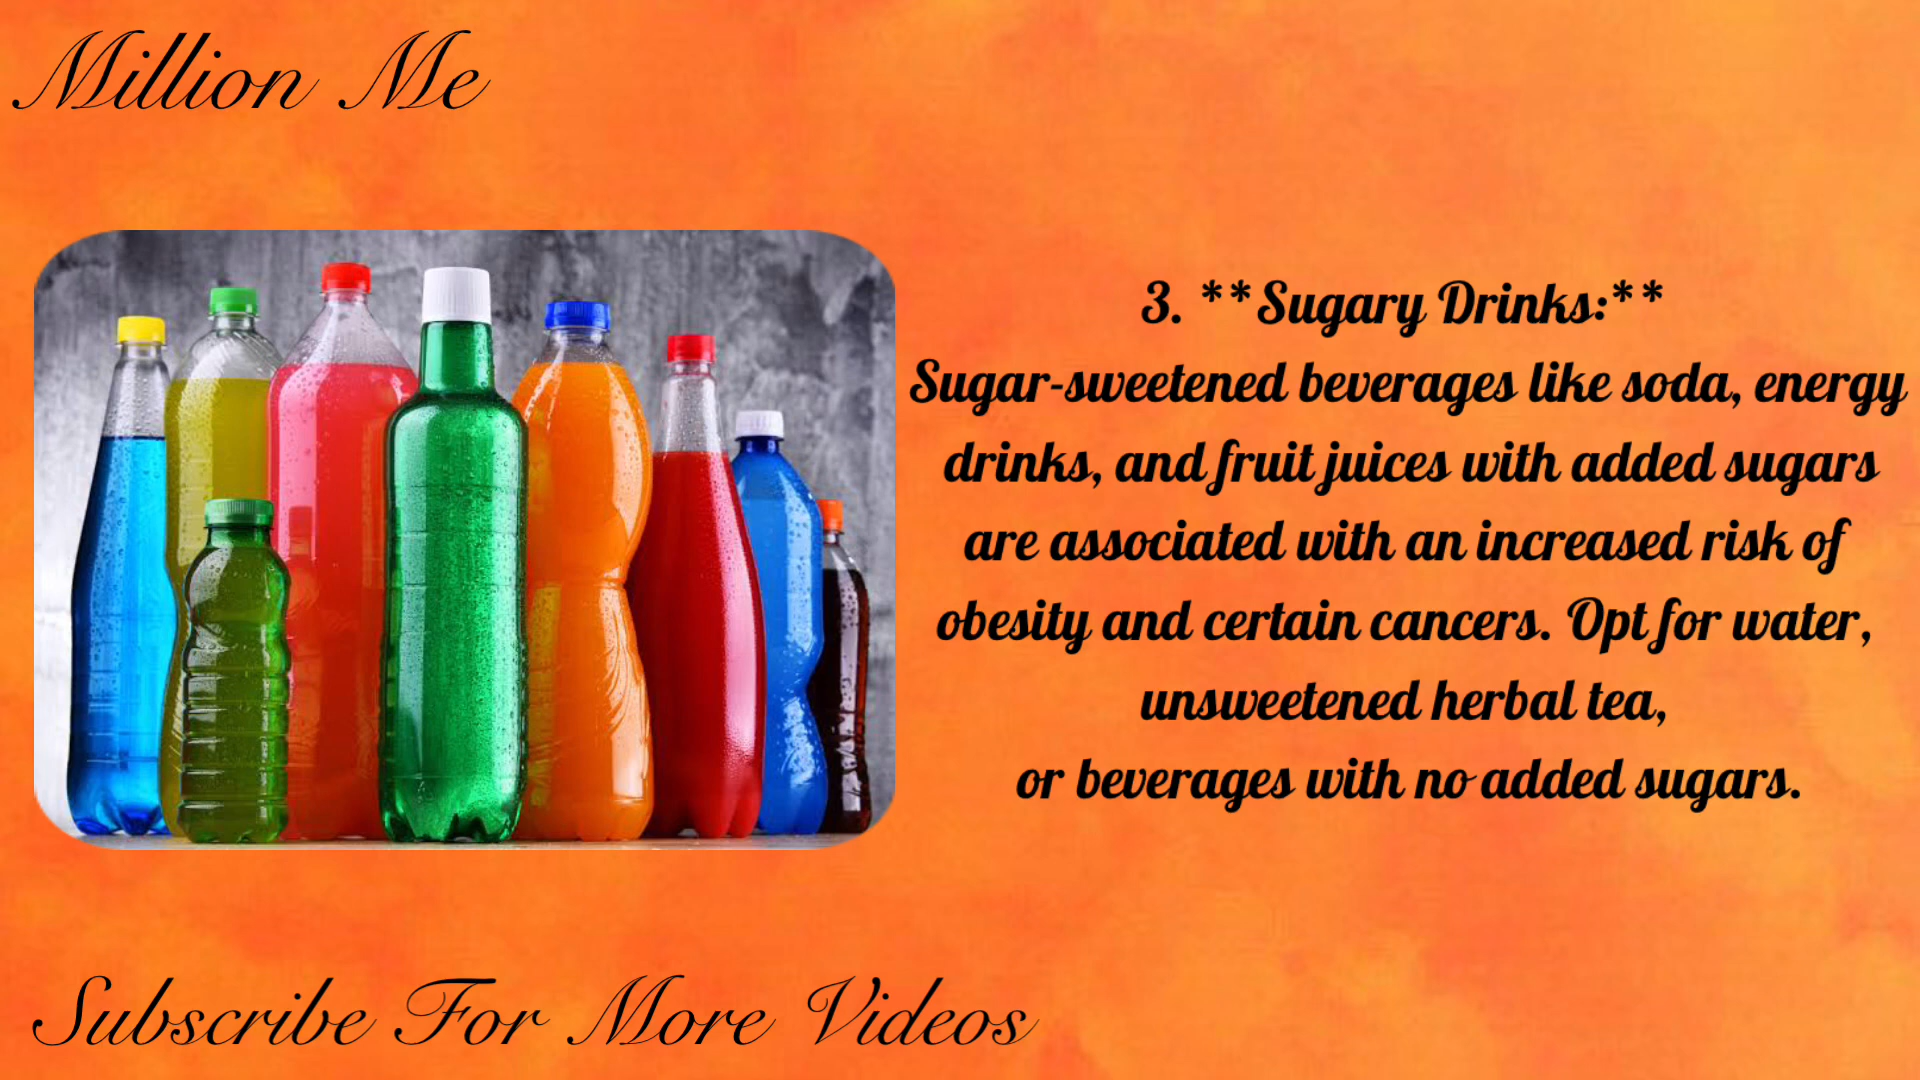 Million Me
3. **Sugary Drinks:**
Sugar-sweetened beverages like soda, energy
drinks, and fruit juices with added sugars
are associated with an increased risk of
obesity and certain cancers. Opt for water,
unsweetened herbal tea,
or beverages with no added sugars.
Subscribe For More Videos